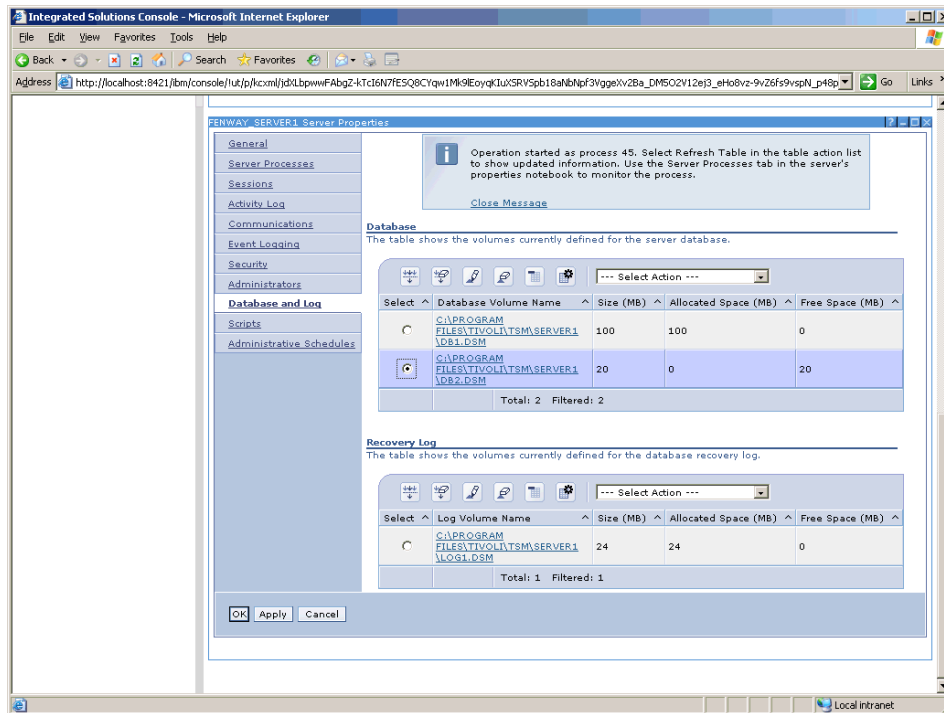 Integrated Solutions Console - Microsoft Internet Explorer
File Edit View Favorites Tools Help
Back Search Favorites
Address http://localhost:8421/ibm/console/!ut/p/kcxml/ Go Links »
FENWAY_SERVER1 Server Properties
General
Server Processes
Sessions
Activity Log
Communications
Event Logging
Security
Administrators
Database and Log
Scripts
Administrative Schedules
Operation started as process 45. Select Refresh Table in the table action list
to show updated information. Use the Server Processes tab in the server's
properties notebook to monitor the process.
Close Message
Database
The table shows the volumes currently defined for the server database.
--- Select Action ---
Select ^ Database Volume Name ^ Size (MB) ^ Allocated Space (MB) ^ Free Space (MB) ^
C:\PROGRAM
FILES\TIVOLI\TSM\SERVER1 100 100 0
\DB1.DSM
C:\PROGRAM
FILES\TIVOLI\TSM\SERVER1 20 0 20
\DB2.DSM
Total: 2 Filtered: 2
Recovery Log
The table shows the volumes currently defined for the database recovery log.
--- Select Action ---
Select ^ Log Volume Name ^ Size (MB) ^ Allocated Space (MB) ^ Free Space (MB) ^
C:\PROGRAM
FILES\TIVOLI\TSM\SERVER1 24 24 0
\LOG1.DSM
Total: 1 Filtered: 1
OK Apply Cancel
Local intranet